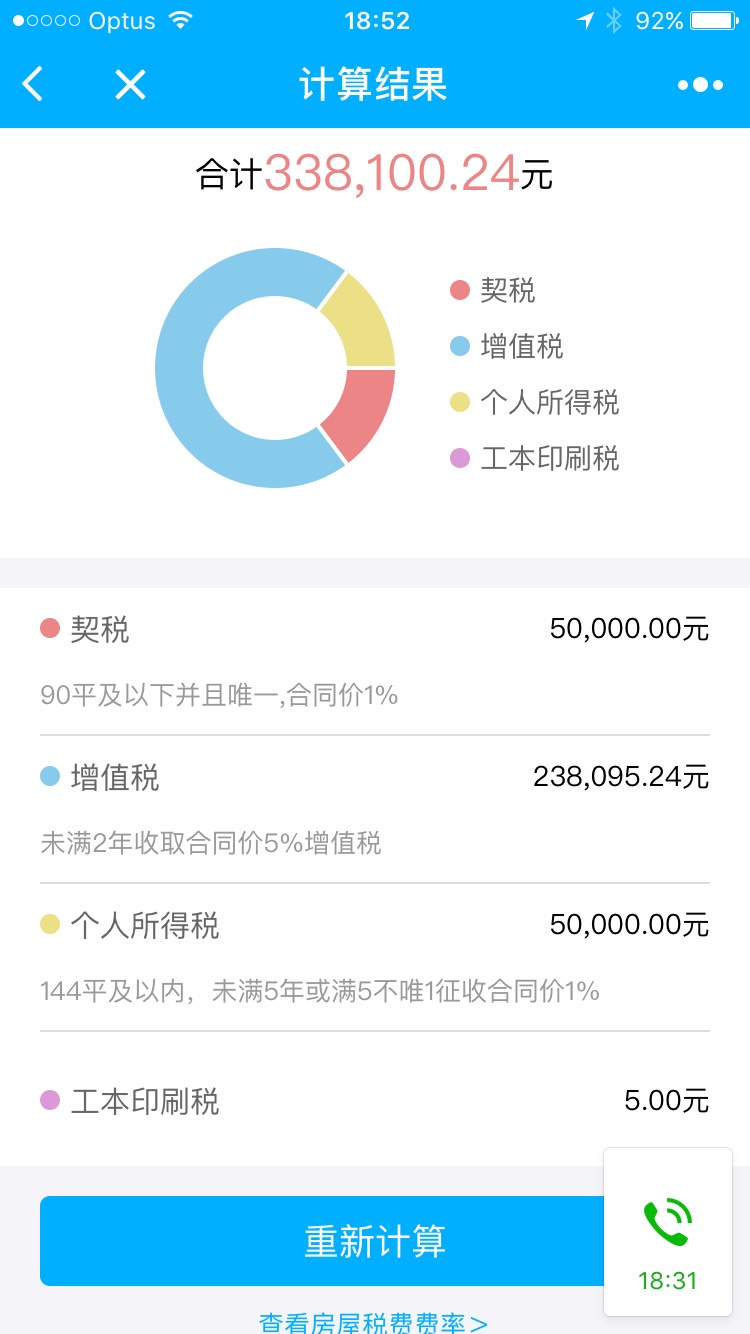 Optus 18:52 92%
计算结果
合计338,100.24元
契税
增值税
个人所得税
工本印刷税
契税 50,000.00元
90平及以下并且唯一,合同价1%
增值税 238,095.24元
未满2年收取合同价5%增值税
个人所得税 50,000.00元
144平及以内，未满5年或满5不唯1征收合同价1%
工本印刷税 5.00元
重新计算
18:31
查看房屋税费费率>